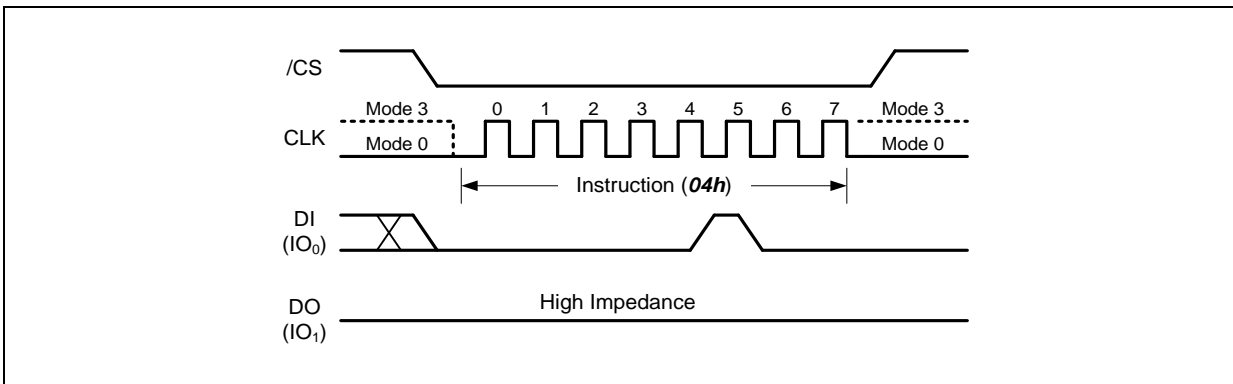 /CS
Mode 3 0 1 2 3 4 5 6 7 Mode 3
CLK
Mode 0 Mode 0
Instruction (04h)
DI
(IO₀)
High Impedance
DO
(IO₁)